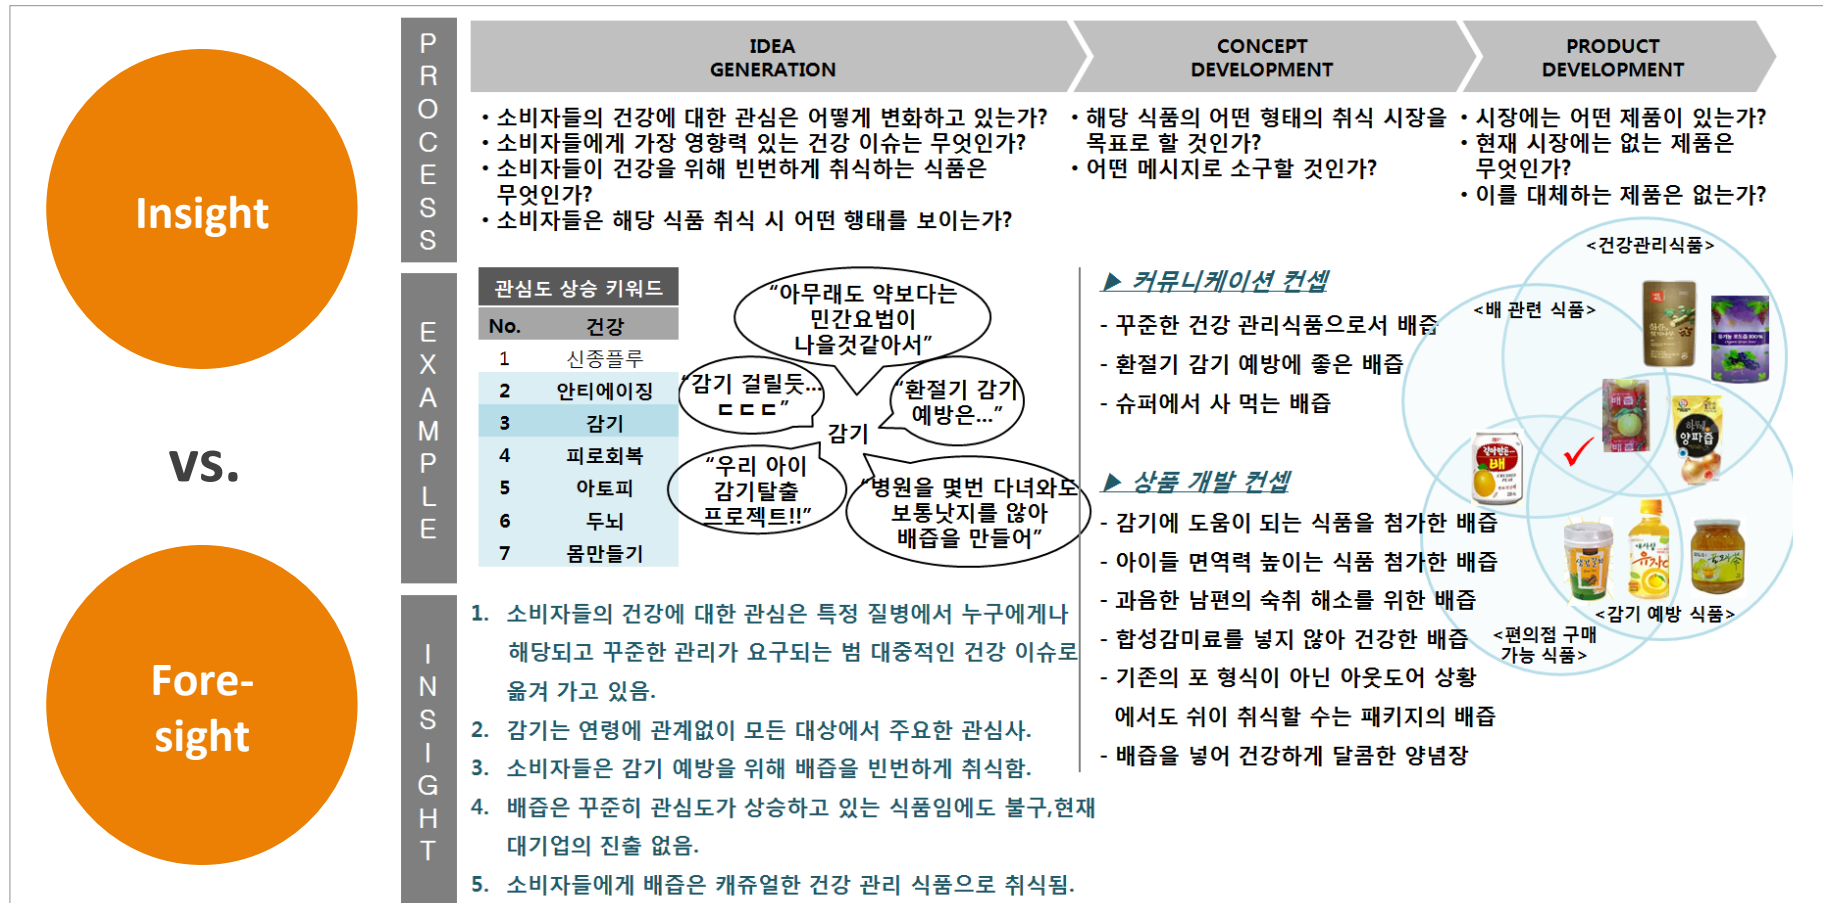 Insight
vs.
Fore-
sight
PROCESS
IDEA
GENERATION
CONCEPT
DEVELOPMENT
PRODUCT
DEVELOPMENT
• 소비자들의 건강에 대한 관심은 어떻게 변화하고 있는가?
• 소비자들에게 가장 영향력 있는 건강 이슈는 무엇인가?
• 소비자들이 건강을 위해 빈번하게 취식하는 식품은
무엇인가?
• 소비자들은 해당 식품 취식 시 어떤 행태를 보이는가?
• 해당 식품의 어떤 형태의 취식 시장을
목표로 할 것인가?
• 어떤 메시지로 소구할 것인가?
• 시장에는 어떤 제품이 있는가?
• 현재 시장에는 없는 제품은
무엇인가?
• 이를 대체하는 제품은 없는가?
EXAMPLE
관심도 상승 키워드
No. 건강
1 신종플루
2 안티에이징
3 감기
4 피로회복
5 아토피
6 두뇌
7 몸만들기
“아무래도 약보다는
민간요법이
나을것같아서”
“감기 걸릴듯...
ㄷㄷㄷ”
“환절기 감기
예방은...”
감기
“우리 아이
감기탈출
프로젝트!!”
“병원을 몇번 다녀와도
보통낫지를 않아
배즙을 만들어”
▶ 커뮤니케이션 컨셉
- 꾸준한 건강 관리식품으로서 배즙
- 환절기 감기 예방에 좋은 배즙
- 슈퍼에서 사 먹는 배즙
▶ 상품 개발 컨셉
- 감기에 도움이 되는 식품을 첨가한 배즙
- 아이들 면역력 높이는 식품 첨가한 배즙
- 과음한 남편의 숙취 해소를 위한 배즙
- 합성감미료를 넣지 않아 건강한 배즙
- 기존의 포 형식이 아닌 아웃도어 상황
에서도 쉬이 취식할 수는 패키지의 배즙
- 배즙을 넣어 건강하게 달콤한 양념장
<건강관리식품>
<배 관련 식품>
배즙
하루
양파즙
갈아만든
배
유자
<감기 예방 식품>
<편의점 구매
가능 식품>
INSIGHT
1. 소비자들의 건강에 대한 관심은 특정 질병에서 누구에게나
해당되고 꾸준한 관리가 요구되는 범 대중적인 건강 이슈로
옮겨 가고 있음.
2. 감기는 연령에 관계없이 모든 대상에서 주요한 관심사.
3. 소비자들은 감기 예방을 위해 배즙을 빈번하게 취식함.
4. 배즙은 꾸준히 관심도가 상승하고 있는 식품임에도 불구,현재
대기업의 진출 없음.
5. 소비자들에게 배즙은 캐쥬얼한 건강 관리 식품으로 취식됨.